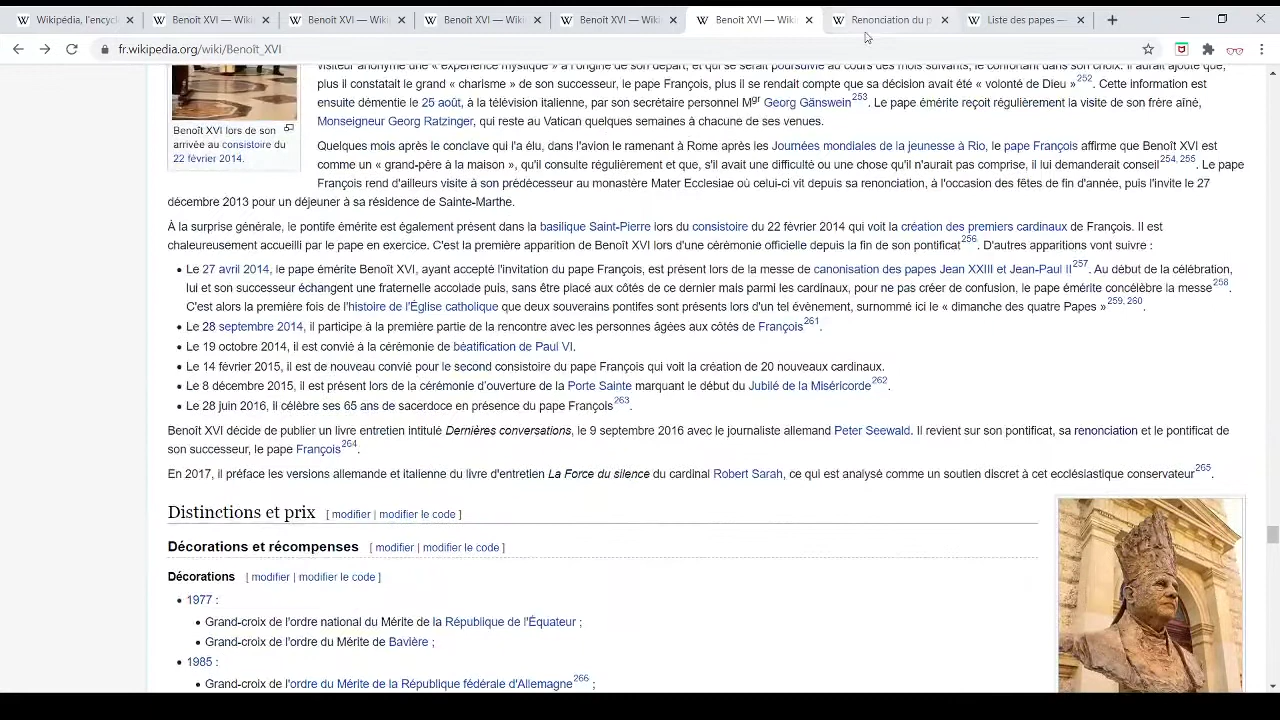 Wikipédia, l'encyc
Benoît XVI — Wiki
Benoît XVI — Wiki
Benoît XVI — Wiki
Benoît XVI — Wiki
Benoît XVI — Wiki
Renonciation du p
Liste des papes —
fr.wikipedia.org/wiki/Benoît_XVI
visiteur anonyme une « expérience mystique » à l'origine de son départ, et qui se serait poursuivie au cours des mois suivants, le confortant dans son choix. Il aurait ajouté que,
plus il constatait le grand « charisme » de son successeur, le pape François, plus il se rendait compte que sa décision avait été « volonté de Dieu »252. Cette information est
ensuite démentie le 25 août, à la télévision italienne, par son secrétaire personnel Mgr Georg Gänswein253. Le pape émérite reçoit régulièrement la visite de son frère aîné,
Monseigneur Georg Ratzinger, qui reste au Vatican quelques semaines à chacune de ses venues.
Benoît XVI lors de son
arrivée au consistoire du
22 février 2014.
Quelques mois après le conclave qui l'a élu, dans l'avion le ramenant à Rome après les Journées mondiales de la jeunesse à Rio, le pape François affirme que Benoît XVI est
comme un « grand-père à la maison », qu'il consulte régulièrement et que, s'il avait une difficulté ou une chose qu'il n'aurait pas comprise, il lui demanderait conseil254, 255. Le pape
François rend d'ailleurs visite à son prédécesseur au monastère Mater Ecclesiae où celui-ci vit depuis sa renonciation, à l'occasion des fêtes de fin d'année, puis l'invite le 27
décembre 2013 pour un déjeuner à sa résidence de Sainte-Marthe.
À la surprise générale, le pontife émérite est également présent dans la basilique Saint-Pierre lors du consistoire du 22 février 2014 qui voit la création des premiers cardinaux de François. Il est
chaleureusement accueilli par le pape en exercice. C'est la première apparition de Benoît XVI lors d'une cérémonie officielle depuis la fin de son pontificat256. D'autres apparitions vont suivre :
• Le 27 avril 2014, le pape émérite Benoît XVI, ayant accepté l'invitation du pape François, est présent lors de la messe de canonisation des papes Jean XXIII et Jean-Paul II257. Au début de la célébration,
lui et son successeur échangent une fraternelle accolade puis, sans être placé aux côtés de ce dernier mais parmi les cardinaux, pour ne pas créer de confusion, le pape émérite concélèbre la messe258.
C'est alors la première fois de l'histoire de l'Église catholique que deux souverains pontifes sont présents lors d'un tel évènement, surnommé ici le « dimanche des quatre Papes »259, 260.
• Le 28 septembre 2014, il participe à la première partie de la rencontre avec les personnes âgées aux côtés de François261.
• Le 19 octobre 2014, il est convié à la cérémonie de béatification de Paul VI.
• Le 14 février 2015, il est de nouveau convié pour le second consistoire du pape François qui voit la création de 20 nouveaux cardinaux.
• Le 8 décembre 2015, il est présent lors de la cérémonie d'ouverture de la Porte Sainte marquant le début du Jubilé de la Miséricorde262.
• Le 28 juin 2016, il célèbre ses 65 ans de sacerdoce en présence du pape François263.
Benoît XVI décide de publier un livre entretien intitulé Dernières conversations, le 9 septembre 2016 avec le journaliste allemand Peter Seewald. Il revient sur son pontificat, sa renonciation et le pontificat de
son successeur, le pape François264.
En 2017, il préface les versions allemande et italienne du livre d'entretien La Force du silence du cardinal Robert Sarah, ce qui est analysé comme un soutien discret à cet ecclésiastique conservateur265.
Distinctions et prix [ modifier | modifier le code ]
Décorations et récompenses [ modifier | modifier le code ]
Décorations [ modifier | modifier le code ]
• 1977 :
• Grand-croix de l'ordre national du Mérite de la République de l'Équateur ;
• Grand-croix de l'ordre du Mérite de Bavière ;
• 1985 :
• Grand-croix de l'ordre du Mérite de la République fédérale d'Allemagne266 ;